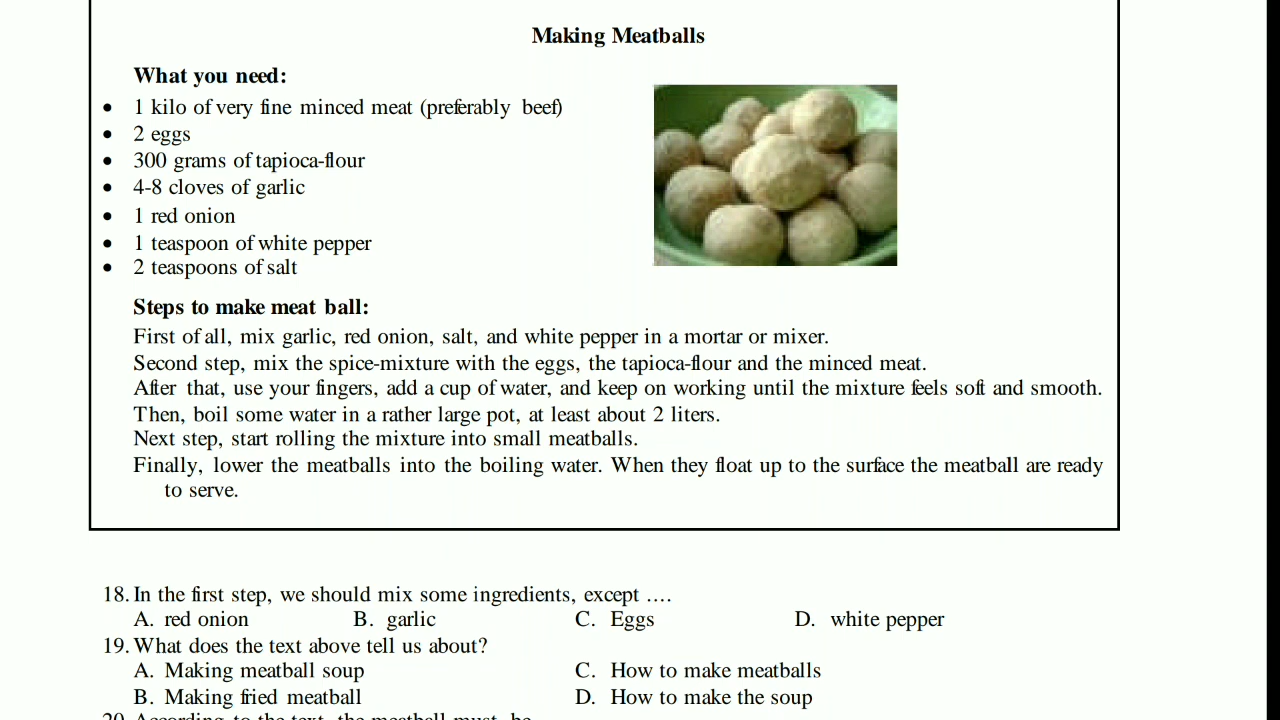 Making Meatballs
What you need:
• 1 kilo of very fine minced meat (preferably beef)
• 2 eggs
• 300 grams of tapioca-flour
• 4-8 cloves of garlic
• 1 red onion
• 1 teaspoon of white pepper
• 2 teaspoons of salt
Steps to make meat ball:
First of all, mix garlic, red onion, salt, and white pepper in a mortar or mixer.
Second step, mix the spice-mixture with the eggs, the tapioca-flour and the minced meat.
After that, use your fingers, add a cup of water, and keep on working until the mixture feels soft and smooth.
Then, boil some water in a rather large pot, at least about 2 liters.
Next step, start rolling the mixture into small meatballs.
Finally, lower the meatballs into the boiling water. When they float up to the surface the meatball are ready
to serve.
18. In the first step, we should mix some ingredients, except ....
A. red onion B. garlic C. Eggs D. white pepper
19. What does the text above tell us about?
A. Making meatball soup C. How to make meatballs
B. Making fried meatball D. How to make the soup
20. According to the text, the meatball must be